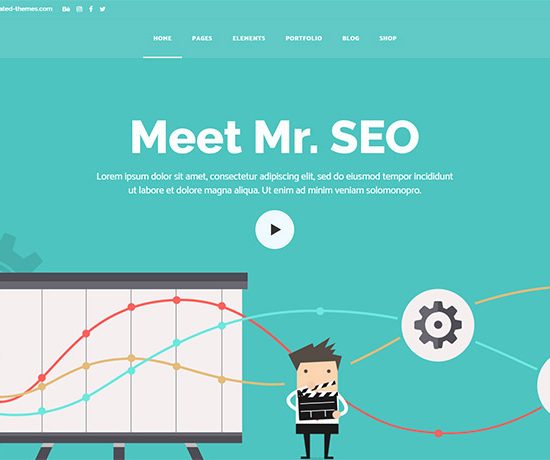 ated-themes.com
HOME PAGES ELEMENTS PORTFOLIO BLOG SHOP
Meet Mr. SEO
Lorem ipsum dolor sit amet, consectetur adipiscing elit, sed do eiusmod tempor incididunt
ut labore et dolore magna aliqua. Ut enim ad minim veniam solomonopro.